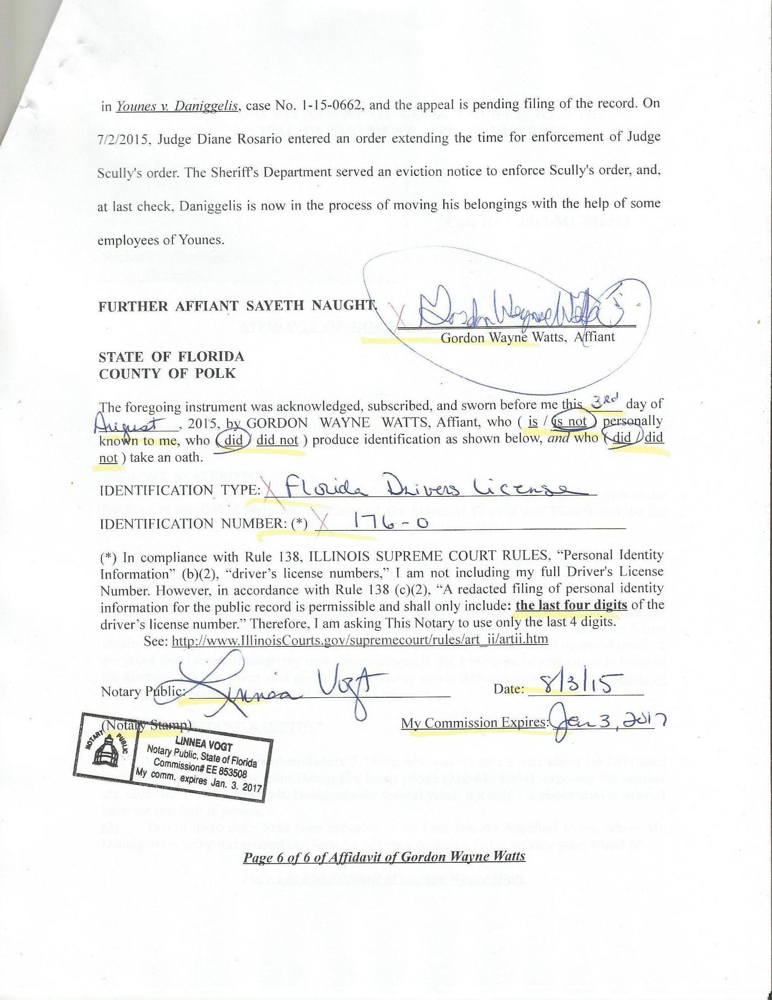 in Younes v. Daniggelis, case No. 1-15-0662, and the appeal is pending filing of the record. On
7/2/2015, Judge Diane Rosario entered an order extending the time for enforcement of Judge
Scully's order. The Sheriff's Department served an eviction notice to enforce Scully's order, and,
at last check, Daniggelis is now in the process of moving his belongings with the help of some
employees of Younes.
FURTHER AFFIANT SAYETH NAUGHT.
X Gordon Wayne Watts
Gordon Wayne Watts, Affiant
STATE OF FLORIDA
COUNTY OF POLK
The foregoing instrument was acknowledged, subscribed, and sworn before me this 3rd day of
August, 2015, by GORDON WAYNE WATTS, Affiant, who ( is / is not ) personally
known to me, who ( did / did not ) produce identification as shown below, and who ( did / did
not ) take an oath.
IDENTIFICATION TYPE: X Florida Drivers License
IDENTIFICATION NUMBER: (*) X 176-0
(*) In compliance with Rule 138, ILLINOIS SUPREME COURT RULES, “Personal Identity
Information” (b)(2), “driver’s license numbers,” I am not including my full Driver's License
Number. However, in accordance with Rule 138 (c)(2), “A redacted filing of personal identity
information for the public record is permissible and shall only include: the last four digits of the
driver’s license number.” Therefore, I am asking This Notary to use only the last 4 digits.
See: http://www.IllinoisCourts.gov/supremecourt/rules/art_ii/artii.htm
Notary Public: Linnea Vogt Date: 8/3/15
(Notary Stamp) My Commission Expires: Jan 3, 2017
NOTARY PUBLIC
LINNEA VOGT
Notary Public, State of Florida
Commission# EE 853508
My comm. expires Jan. 3, 2017
Page 6 of 6 of Affidavit of Gordon Wayne Watts